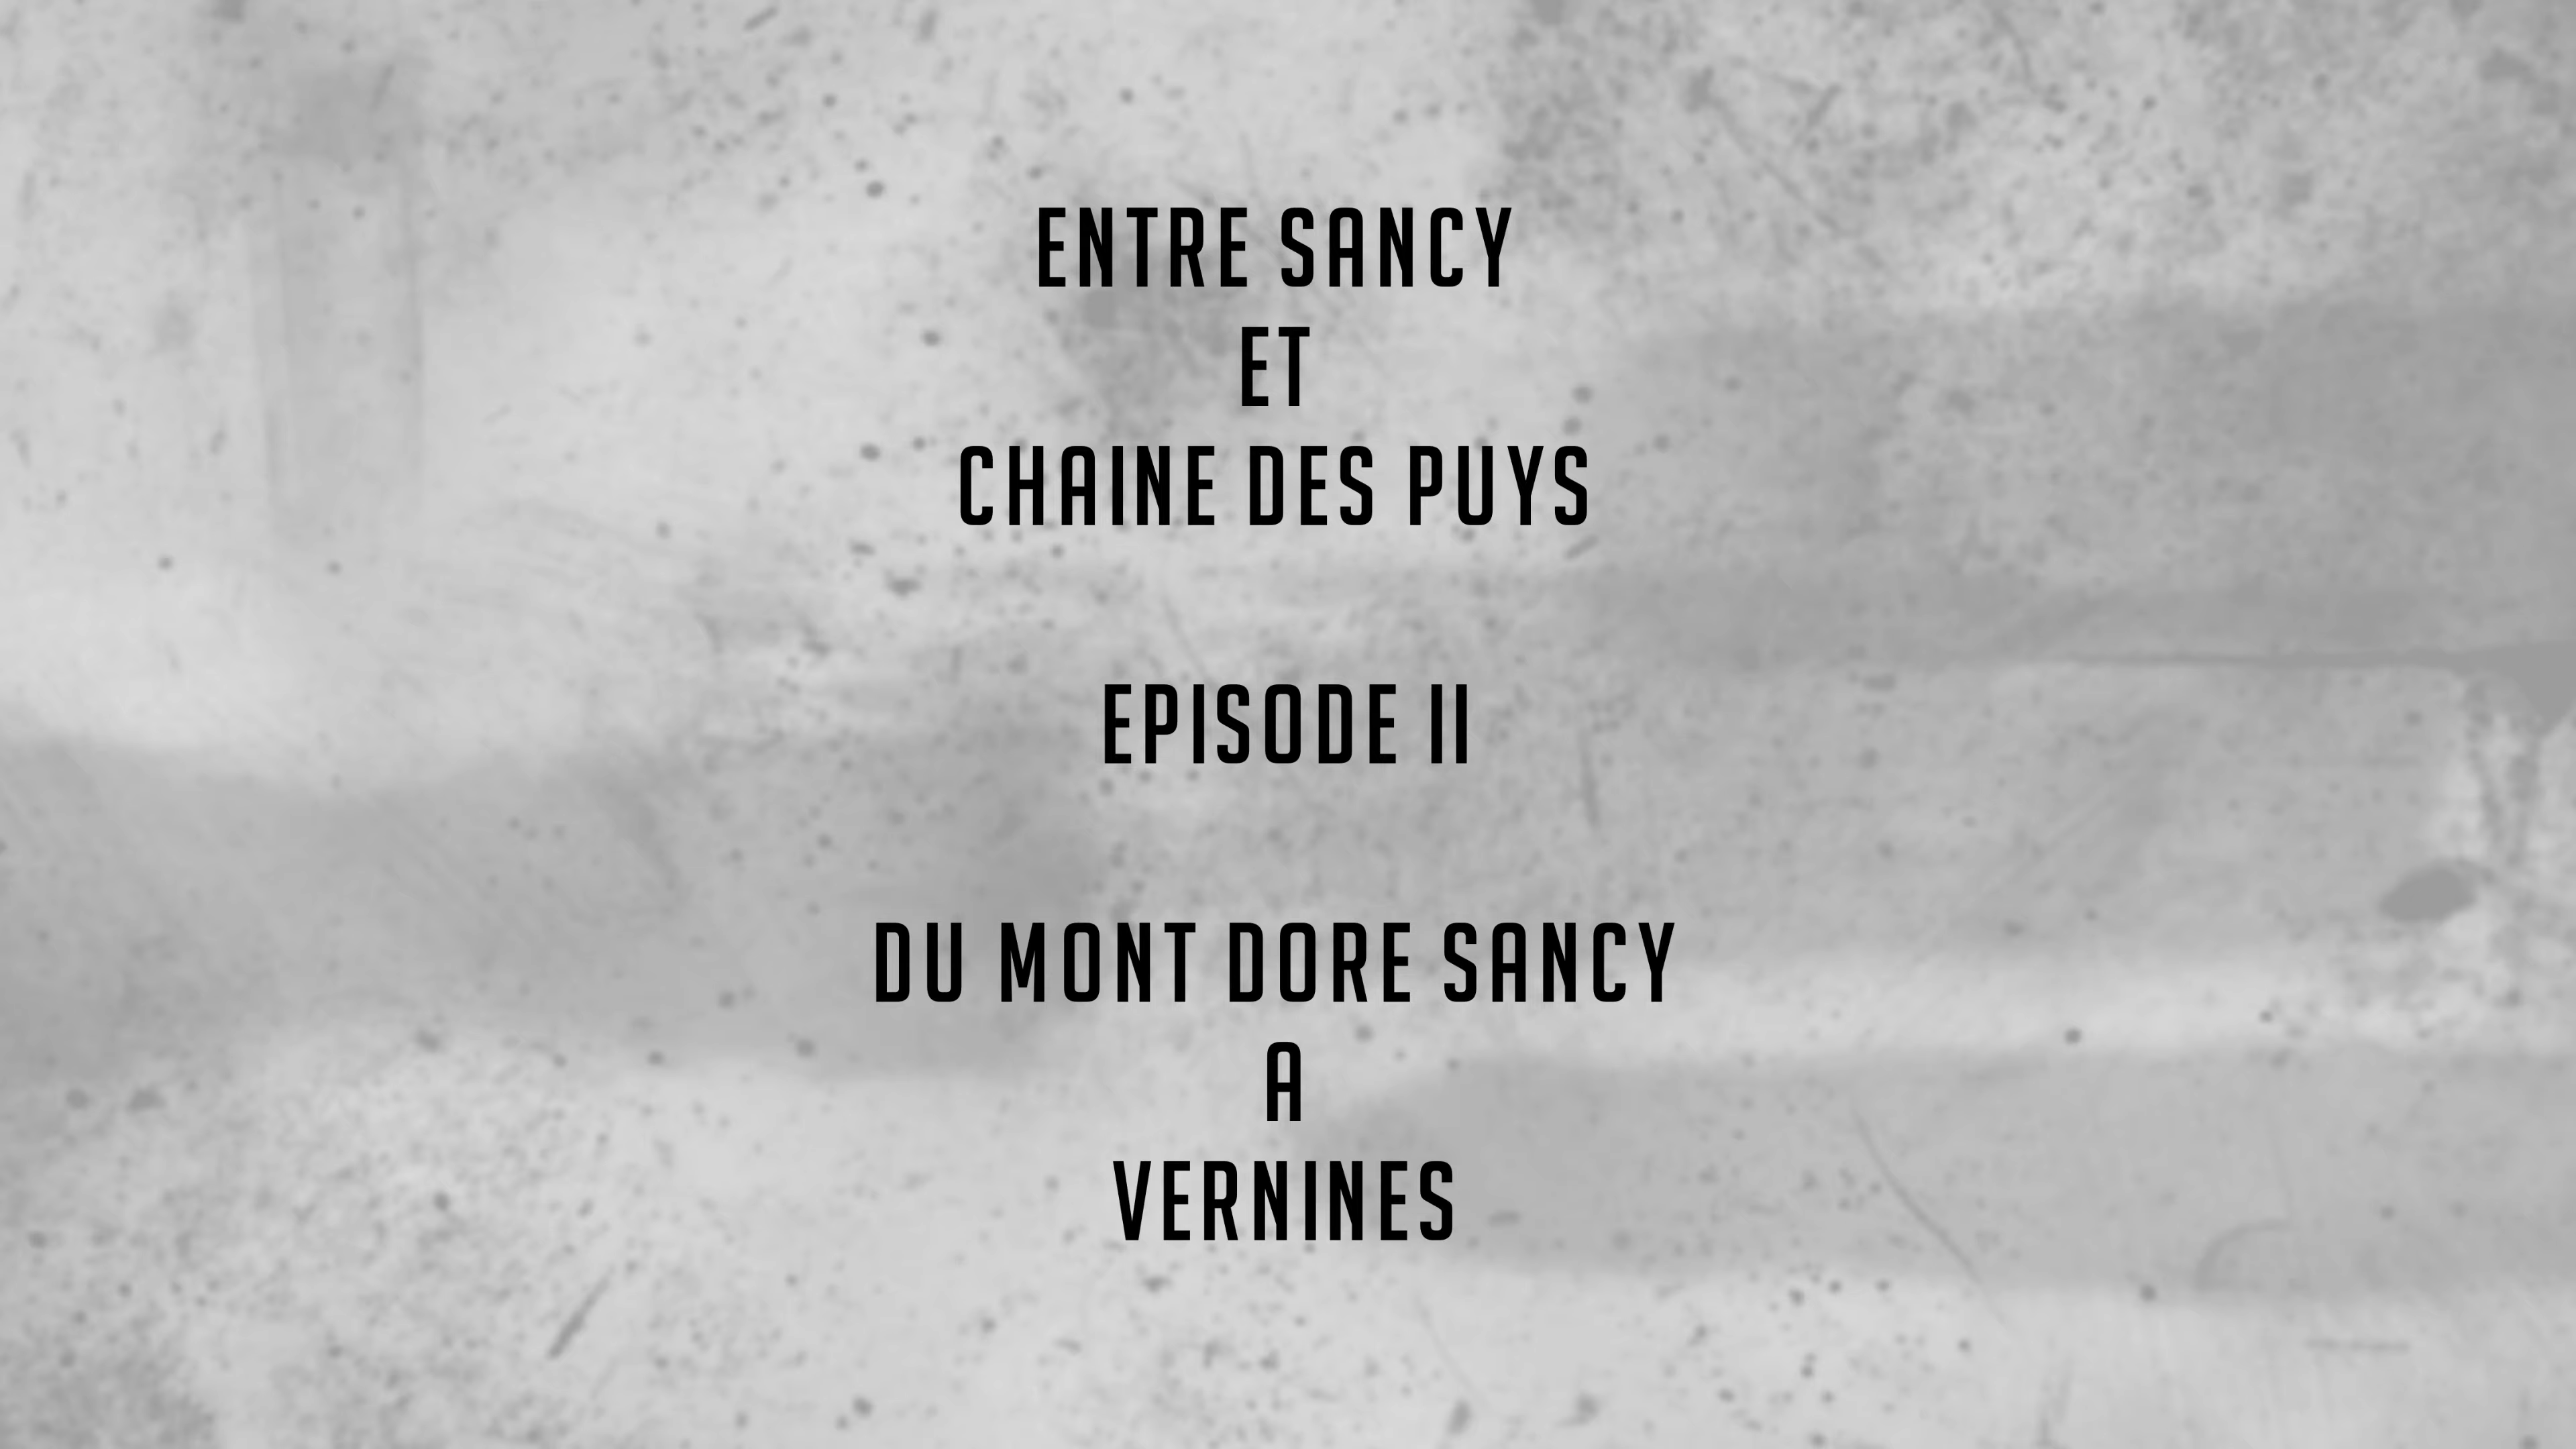 ENTRE SANCY
ET
CHAINE DES PUYS
EPISODE II
DU MONT DORE SANCY
A
VERNINES